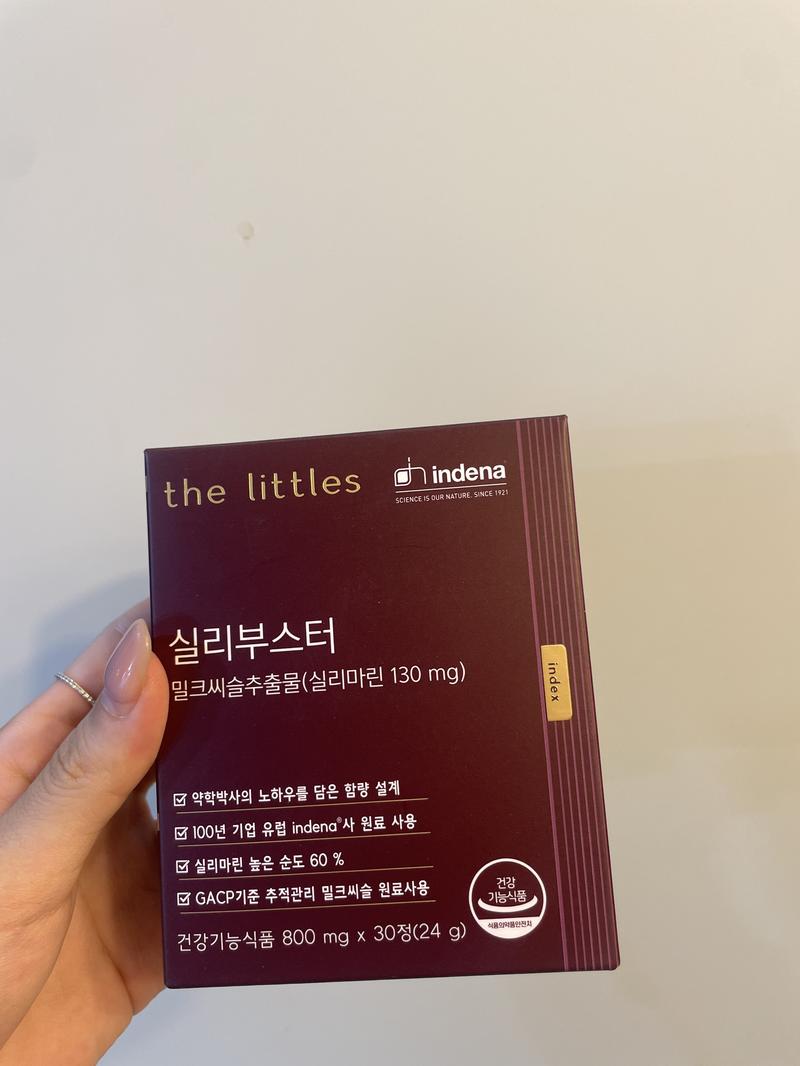 the littles
indena
SCIENCE IS OUR NATURE. SINCE 1921
실리부스터
밀크씨슬추출물(실리마린 130 mg)
index
☑ 약학박사의 노하우를 담은 함량 설계
☑ 100년 기업 유럽 indena®사 원료 사용
☑ 실리마린 높은 순도 60 %
☑ GACP기준 추적관리 밀크씨슬 원료사용
건강기능식품 800 mg x 30정(24 g)
건강
기능식품
식품의약품안전처